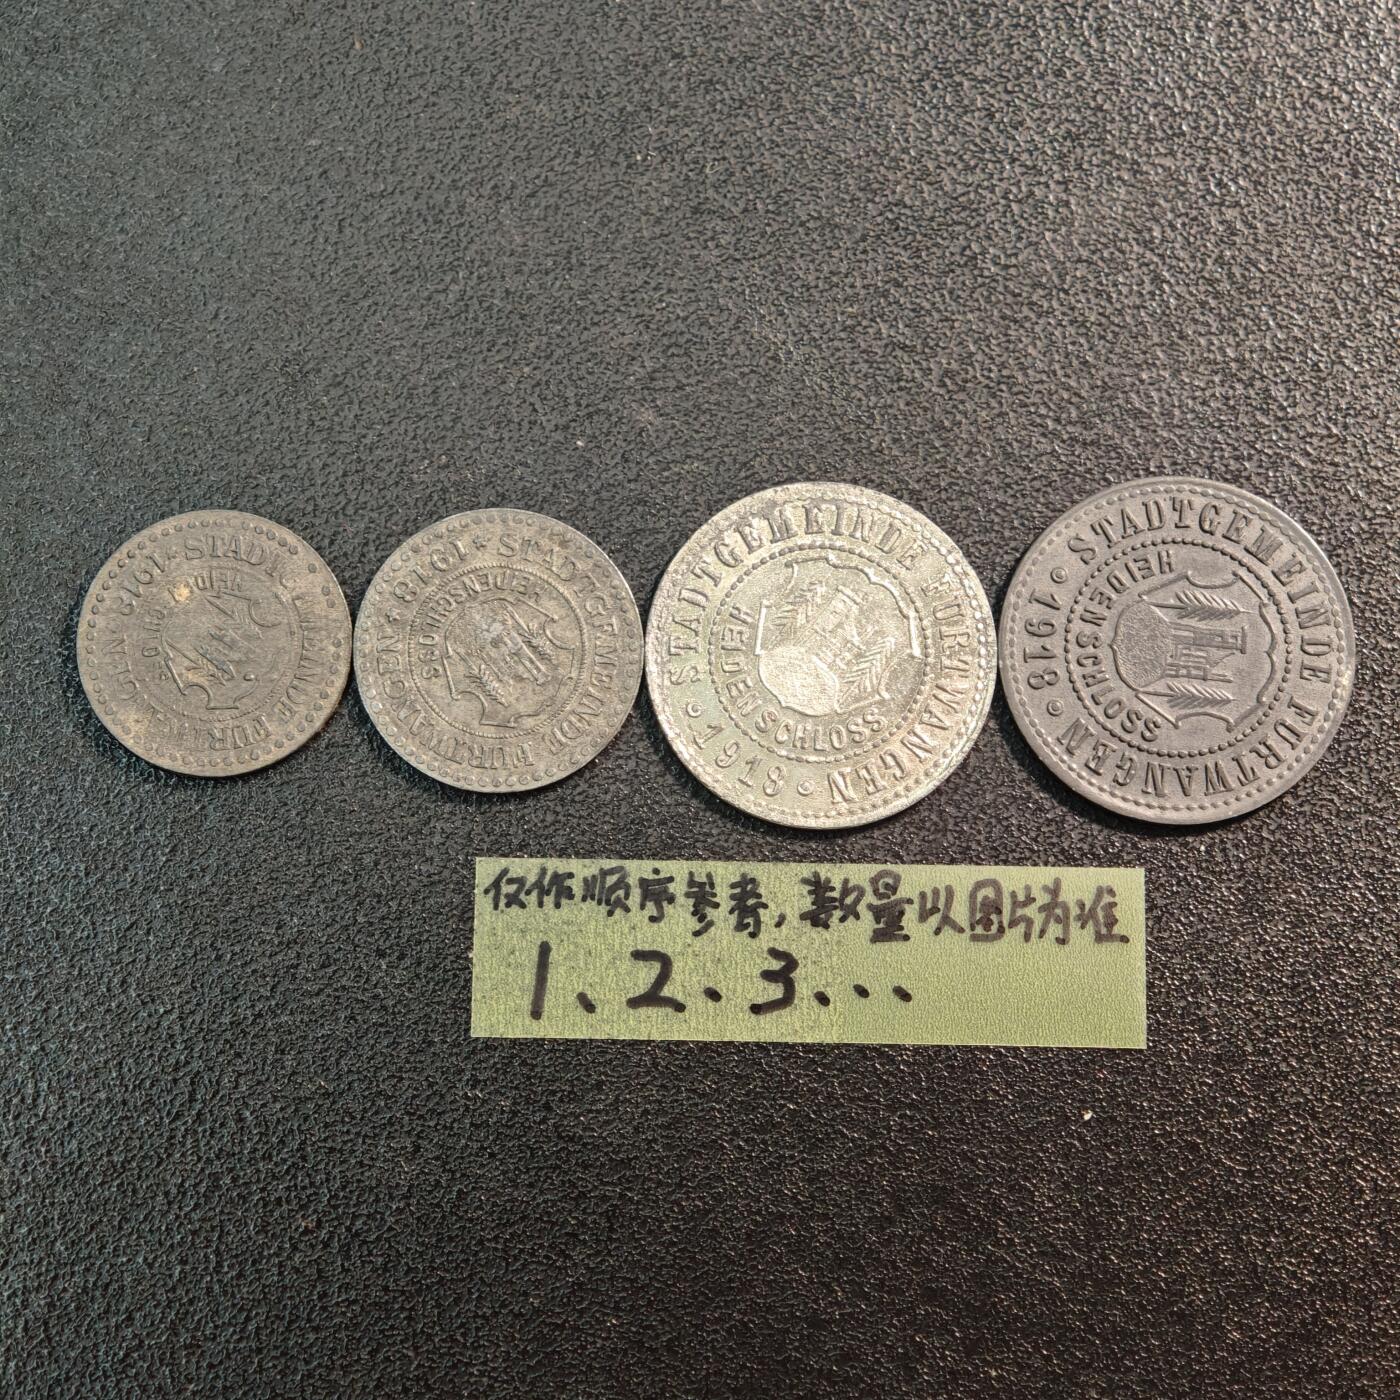 1918 * STADTGEMEINDE FURTWANGEN *
1918 * STADTGEMEINDE FURTWANGEN *
HEIDENSCHLOSS
STADTGEMEINDE FURTWANGEN
1918
HEIDENSCHLOSS
STADTGEMEINDE FURTWANGEN
1918
HEIDENSCHLOSS
仅作顺序参考,数量以图片为准
1、2、3...